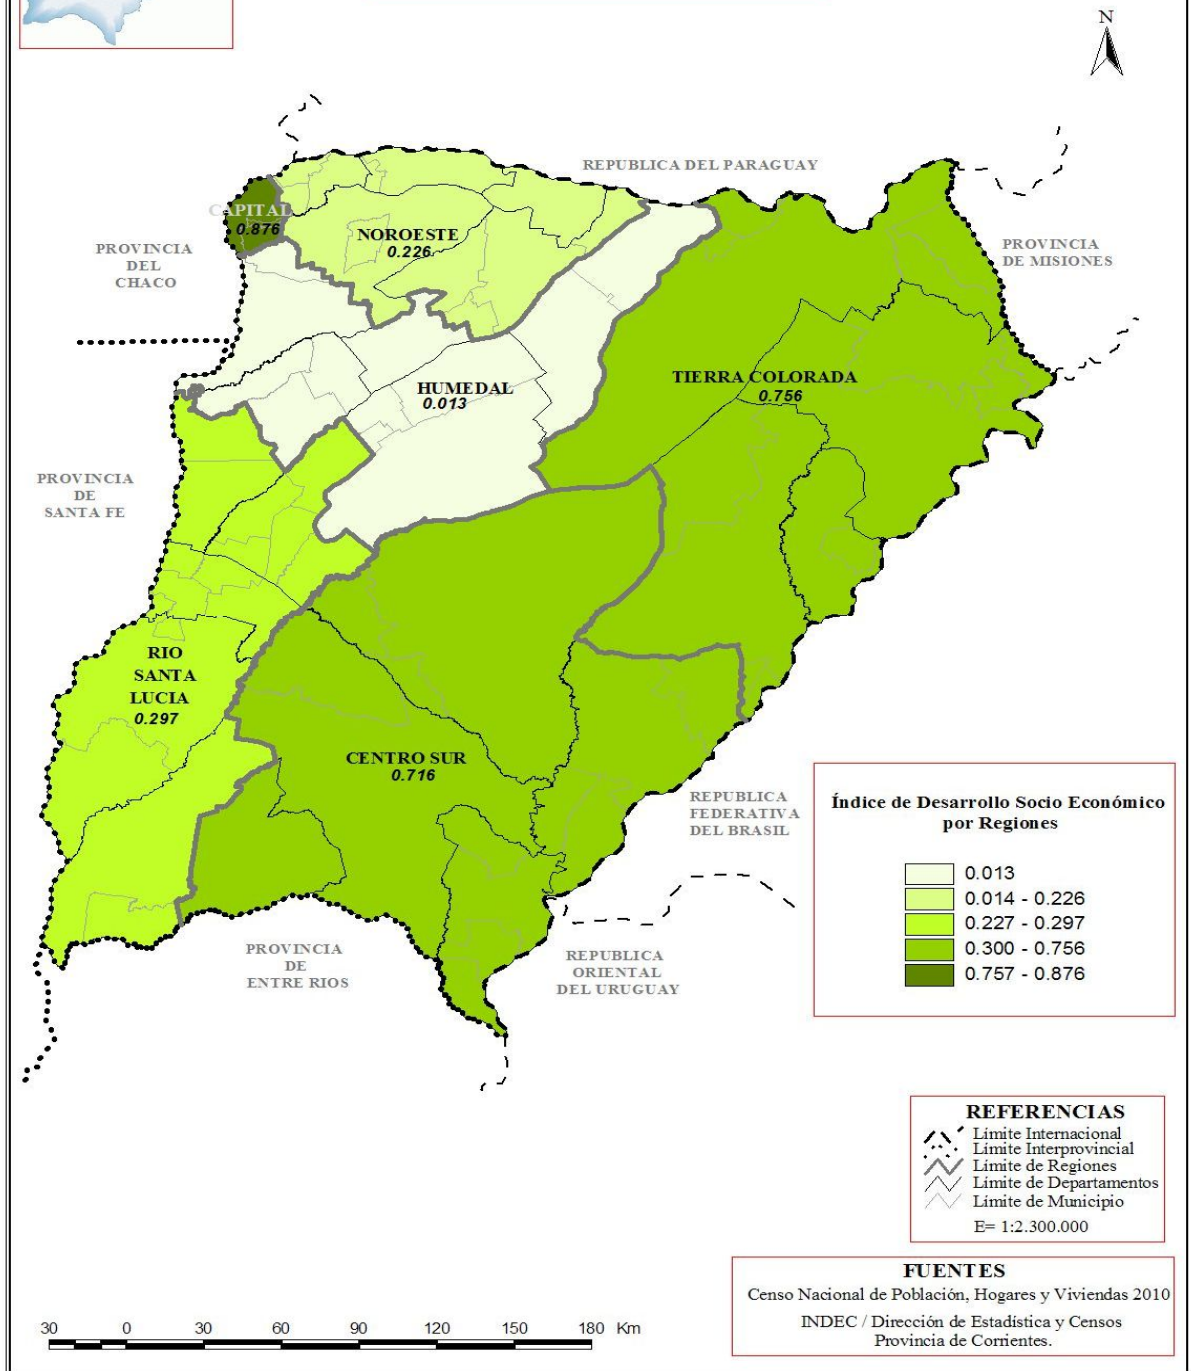 N
REPUBLICA DEL PARAGUAY
CAPITAL
0.876
NOROESTE
0.226
PROVINCIA
DEL
CHACO
PROVINCIA
DE MISIONES
TIERRA COLORADA
0.756
HUMEDAL
0.013
PROVINCIA
DE
SANTA FE
RIO
SANTA
LUCIA
0.297
CENTRO SUR
0.716
REPUBLICA
FEDERATIVA
DEL BRASIL
Índice de Desarrollo Socio Económico
por Regiones
0.013
0.014 - 0.226
0.227 - 0.297
0.300 - 0.756
0.757 - 0.876
PROVINCIA
DE
ENTRE RIOS
REPUBLICA
ORIENTAL
DEL URUGUAY
REFERENCIAS
Límite Internacional
Límite Interprovincial
Límite de Regiones
Límite de Departamentos
Límite de Municipio
E= 1:2.300.000
FUENTES
Censo Nacional de Población, Hogares y Viviendas 2010
INDEC / Dirección de Estadística y Censos
Provincia de Corrientes.
30 0 30 60 90 120 150 180 Km